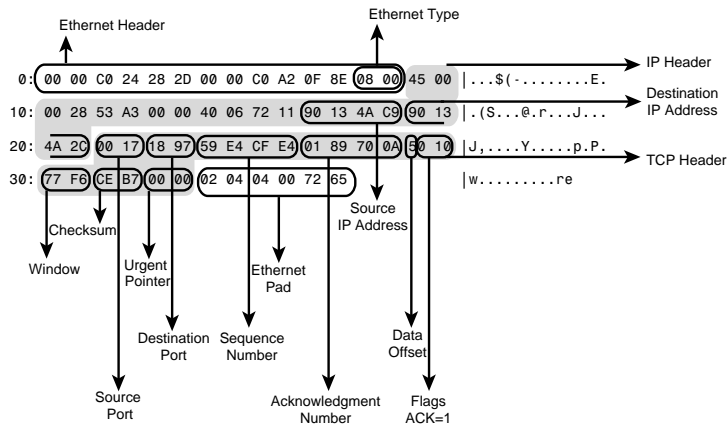 Ethernet Header
Ethernet Type
0: 00 00 C0 24 28 2D 00 00 C0 A2 0F 8E 08 00 45 00 |...$(-........E.
IP Header
10: 00 28 53 A3 00 00 40 06 72 11 90 13 4A C9 90 13 |.(S...@.r...J...
Destination
IP Address
20: 4A 2C 00 17 18 97 59 E4 CF E4 01 89 70 0A 50 10 |J,....Y.....p.P.
TCP Header
30: 77 F6 CE B7 00 00 02 04 04 00 72 65 |w.........re
Source
IP Address
Checksum
Window
Urgent
Pointer
Ethernet
Pad
Destination
Port
Sequence
Number
Data
Offset
Source
Port
Acknowledgment
Number
Flags
ACK=1